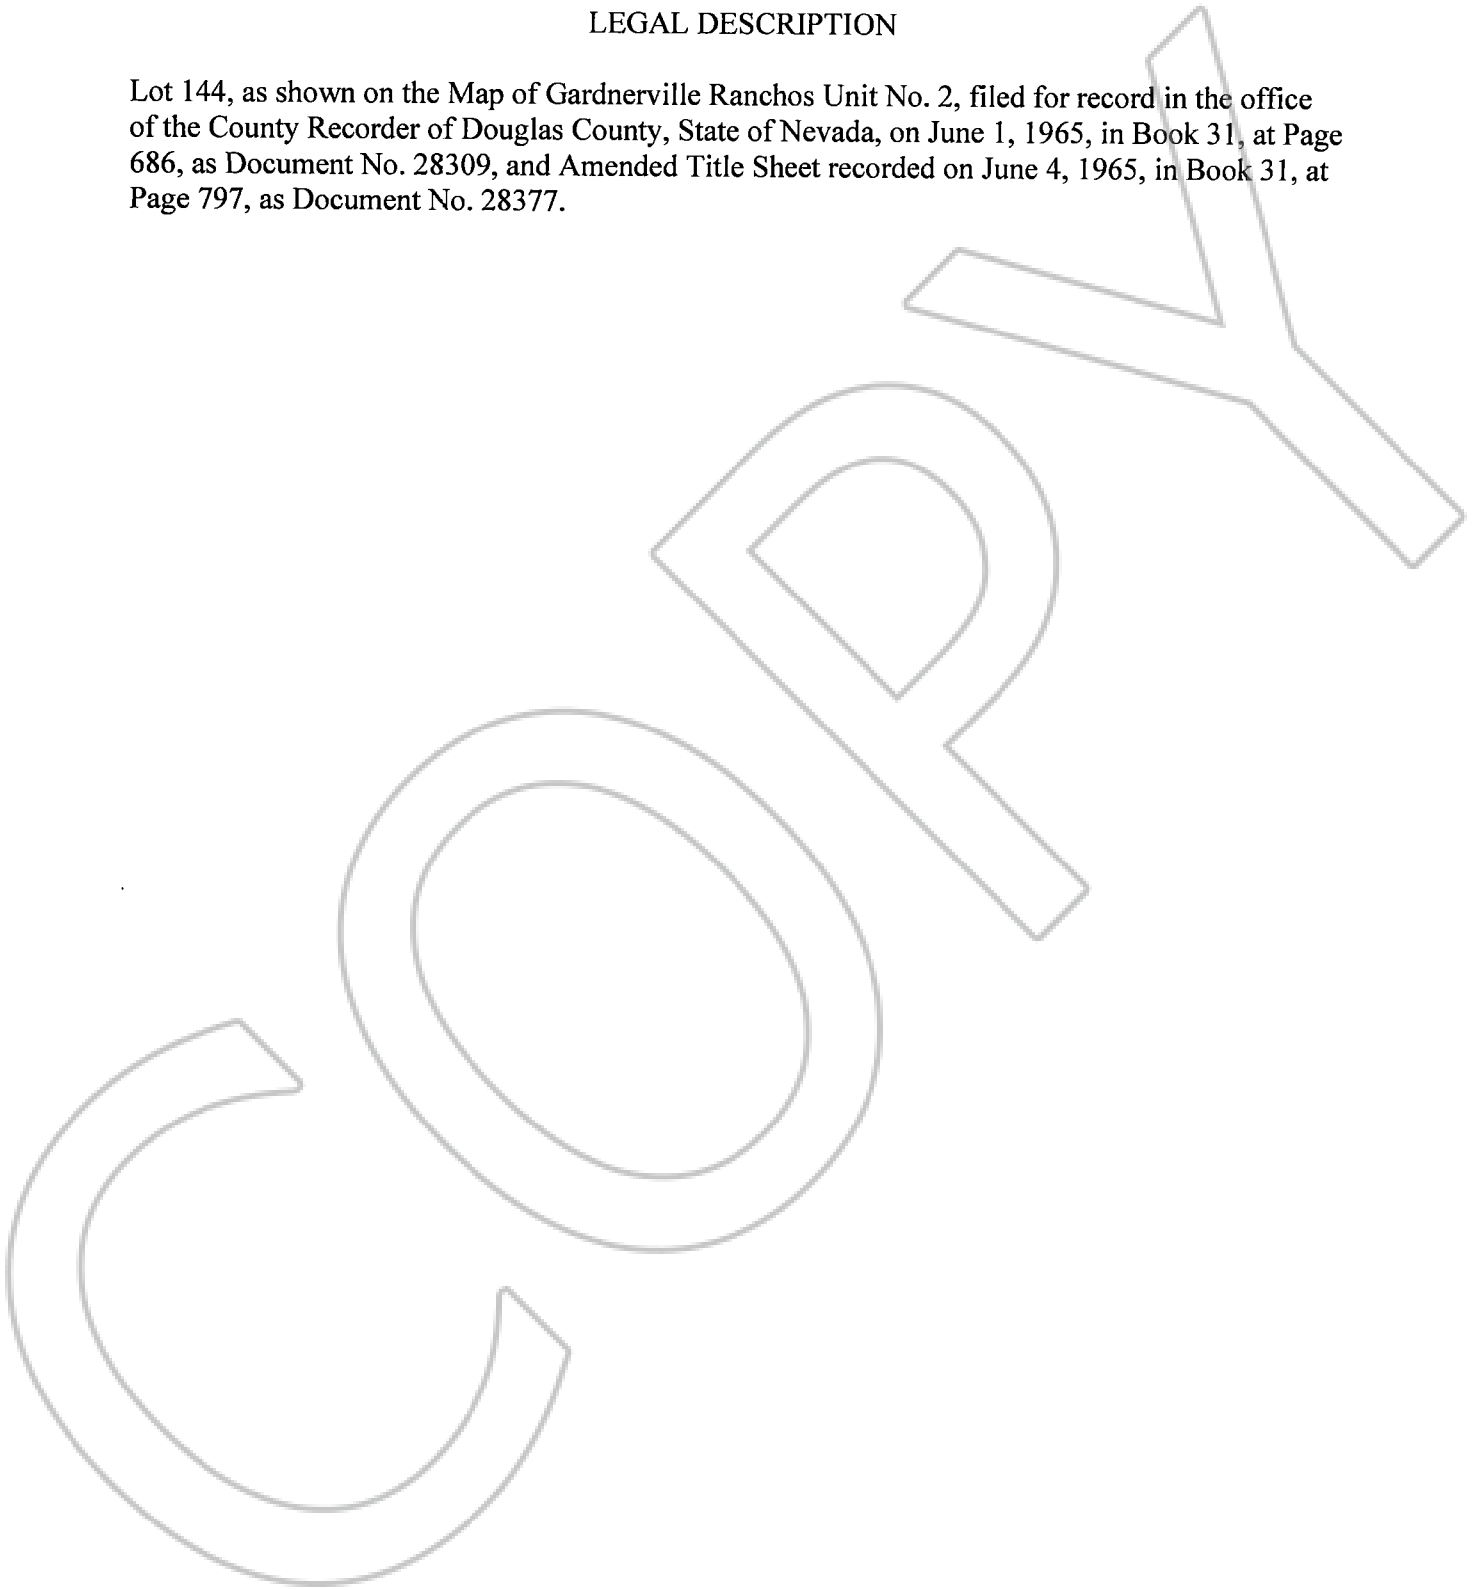 LEGAL DESCRIPTION
Lot 144, as shown on the Map of Gardnerville Ranchos Unit No. 2, filed for record in the office
of the County Recorder of Douglas County, State of Nevada, on June 1, 1965, in Book 31, at Page
686, as Document No. 28309, and Amended Title Sheet recorded on June 4, 1965, in Book 31, at
Page 797, as Document No. 28377.
COPY